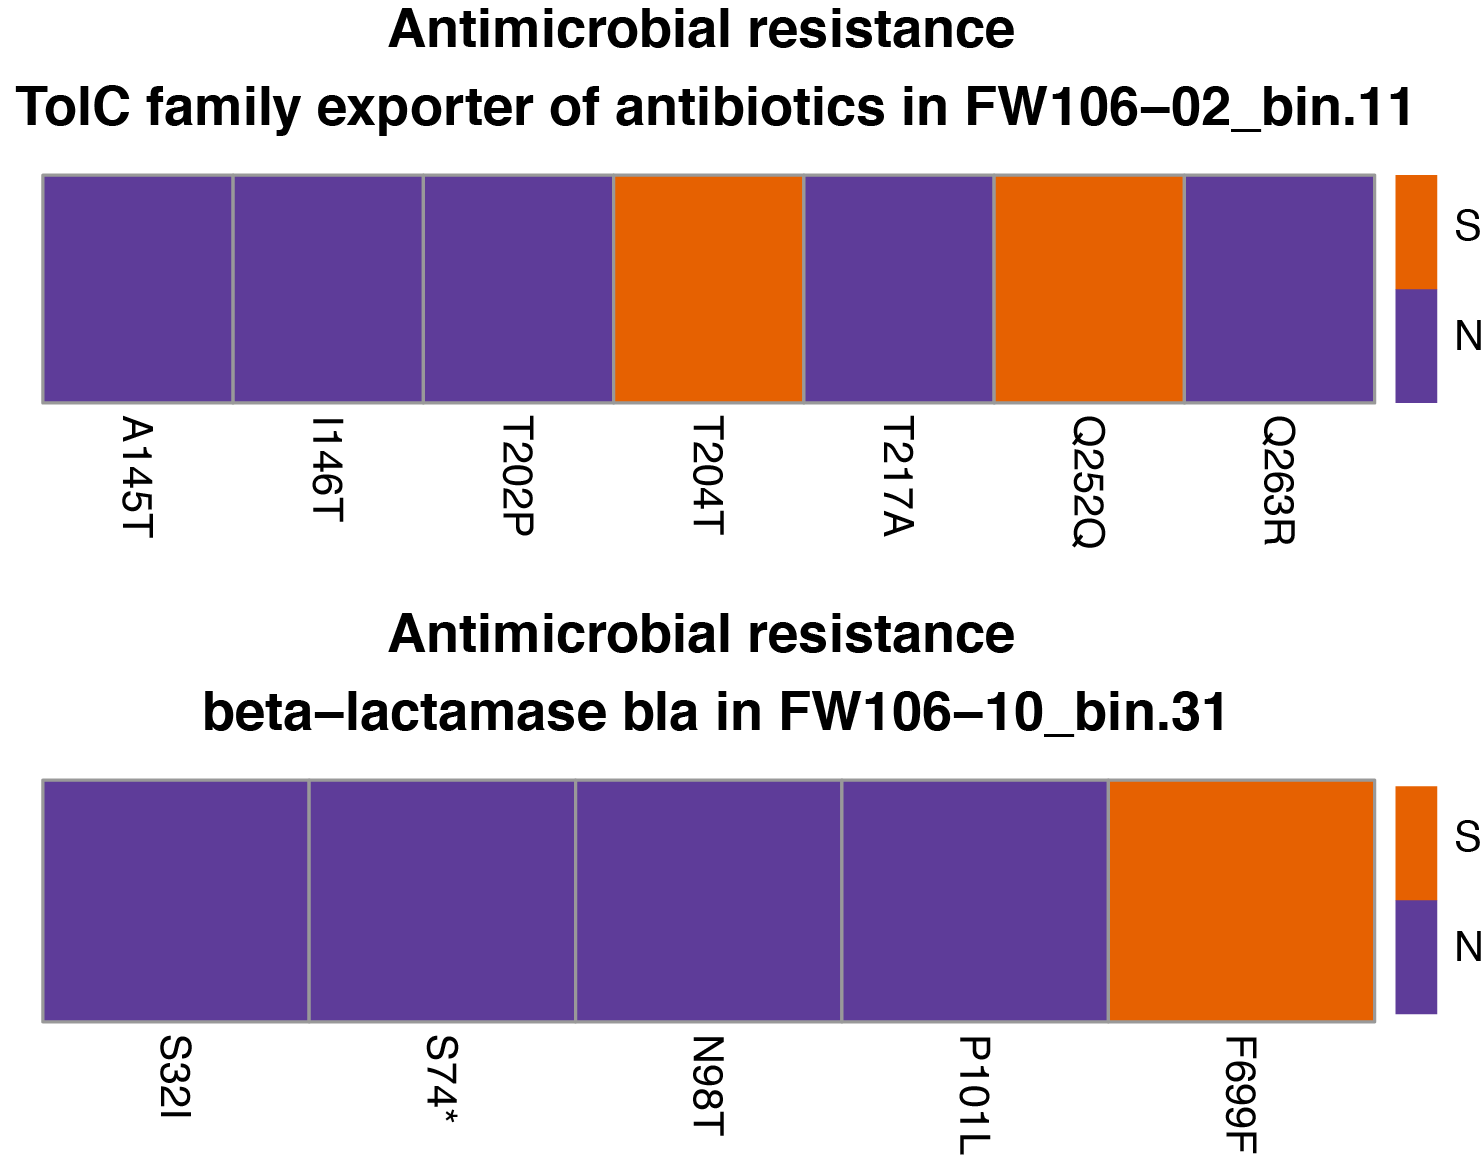 Antimicrobial resistance
TolC family exporter of antibiotics in FW106−02_bin.11
S
N
A145T
I146T
T202P
T204T
T217A
Q252Q
Q263R
Antimicrobial resistance
beta−lactamase bla in FW106−10_bin.31
S
N
S32I
S74*
N98T
P101L
F699F